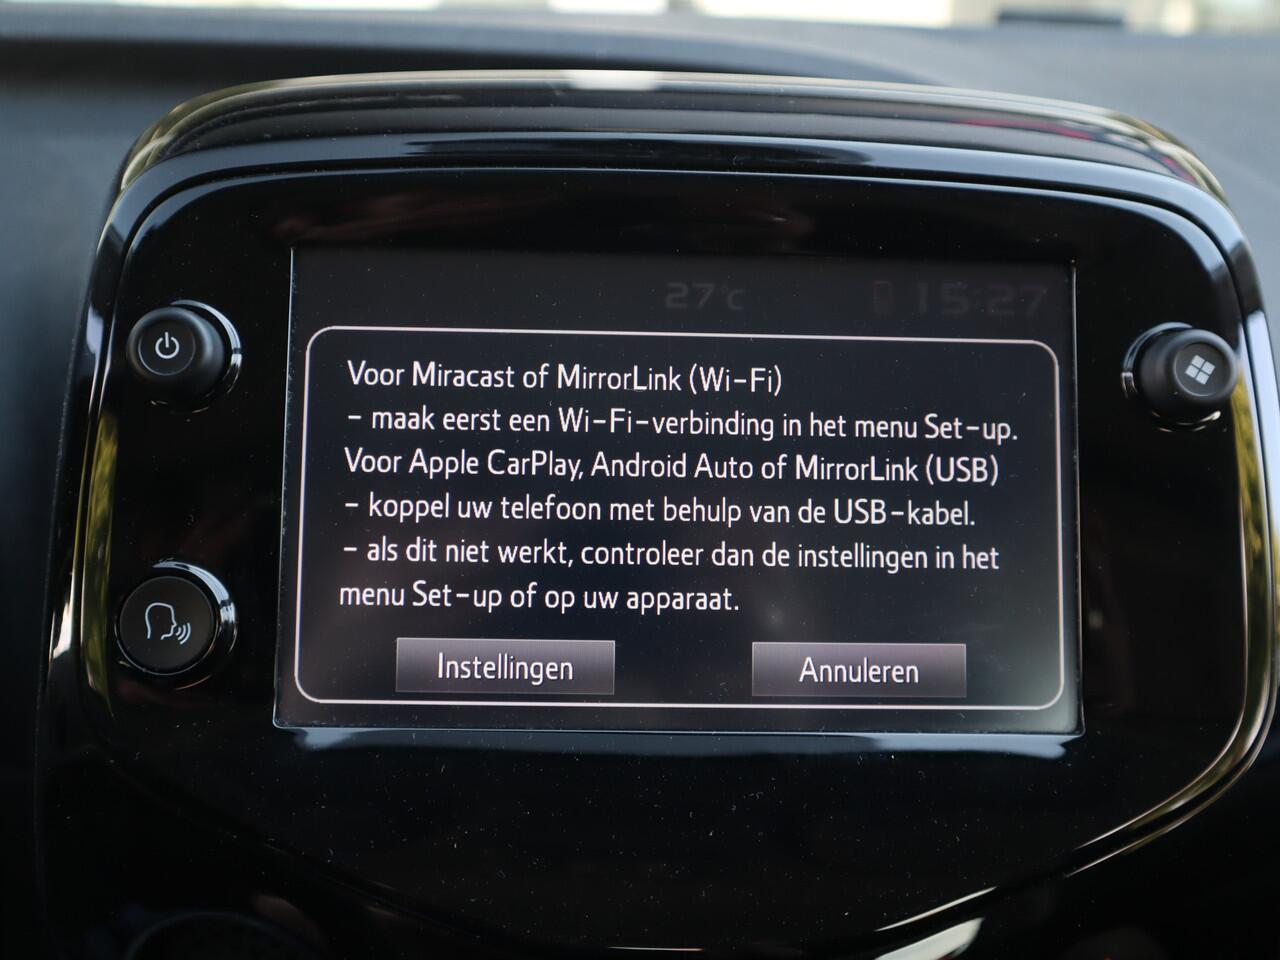 27°C 15:27
Voor Miracast of MirrorLink (Wi-Fi)
- maak eerst een Wi-Fi-verbinding in het menu Set-up.
Voor Apple CarPlay, Android Auto of MirrorLink (USB)
- koppel uw telefoon met behulp van de USB-kabel.
- als dit niet werkt, controleer dan de instellingen in het
menu Set-up of op uw apparaat.
Instellingen Annuleren